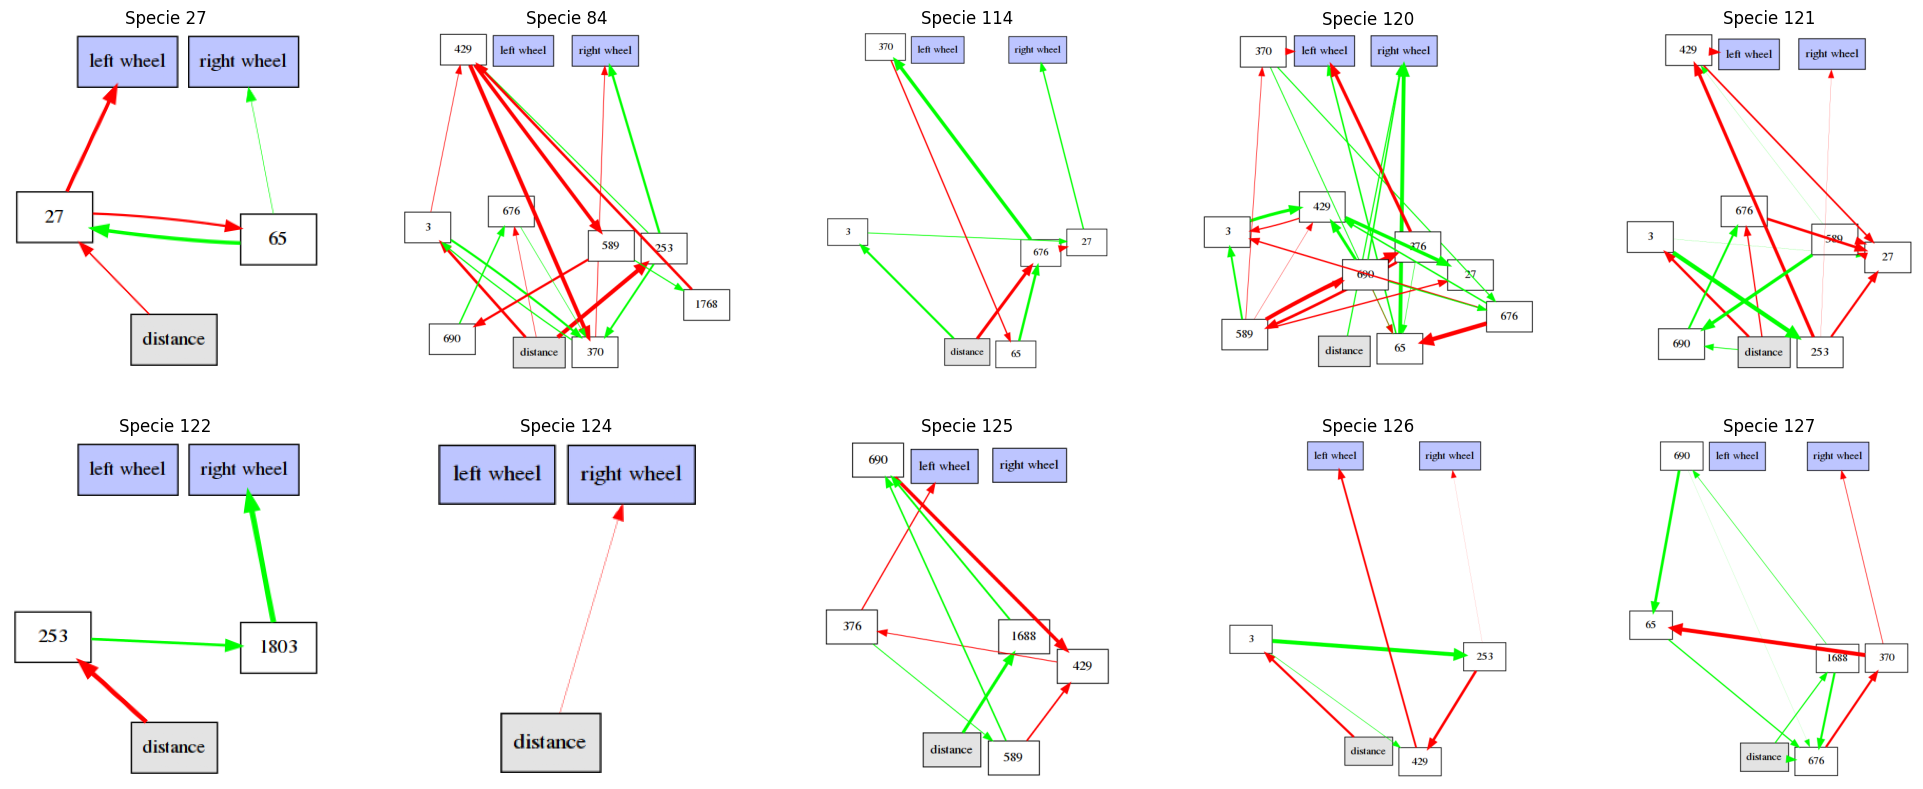 Specie 27
left wheel
right wheel
27
65
distance
Specie 84
429
left wheel
right wheel
676
3
589
253
1768
690
distance
370
Specie 114
370
left wheel
right wheel
3
27
676
distance
65
Specie 120
370
left wheel
right wheel
429
3
376
690
27
676
589
distance
65
Specie 121
429
left wheel
right wheel
676
3
589
27
690
distance
253
Specie 122
left wheel
right wheel
253
1803
distance
Specie 124
left wheel
right wheel
distance
Specie 125
690
left wheel
right wheel
376
1688
429
distance
589
Specie 126
left wheel
right wheel
3
253
distance
429
Specie 127
690
left wheel
right wheel
65
1688
370
distance
676